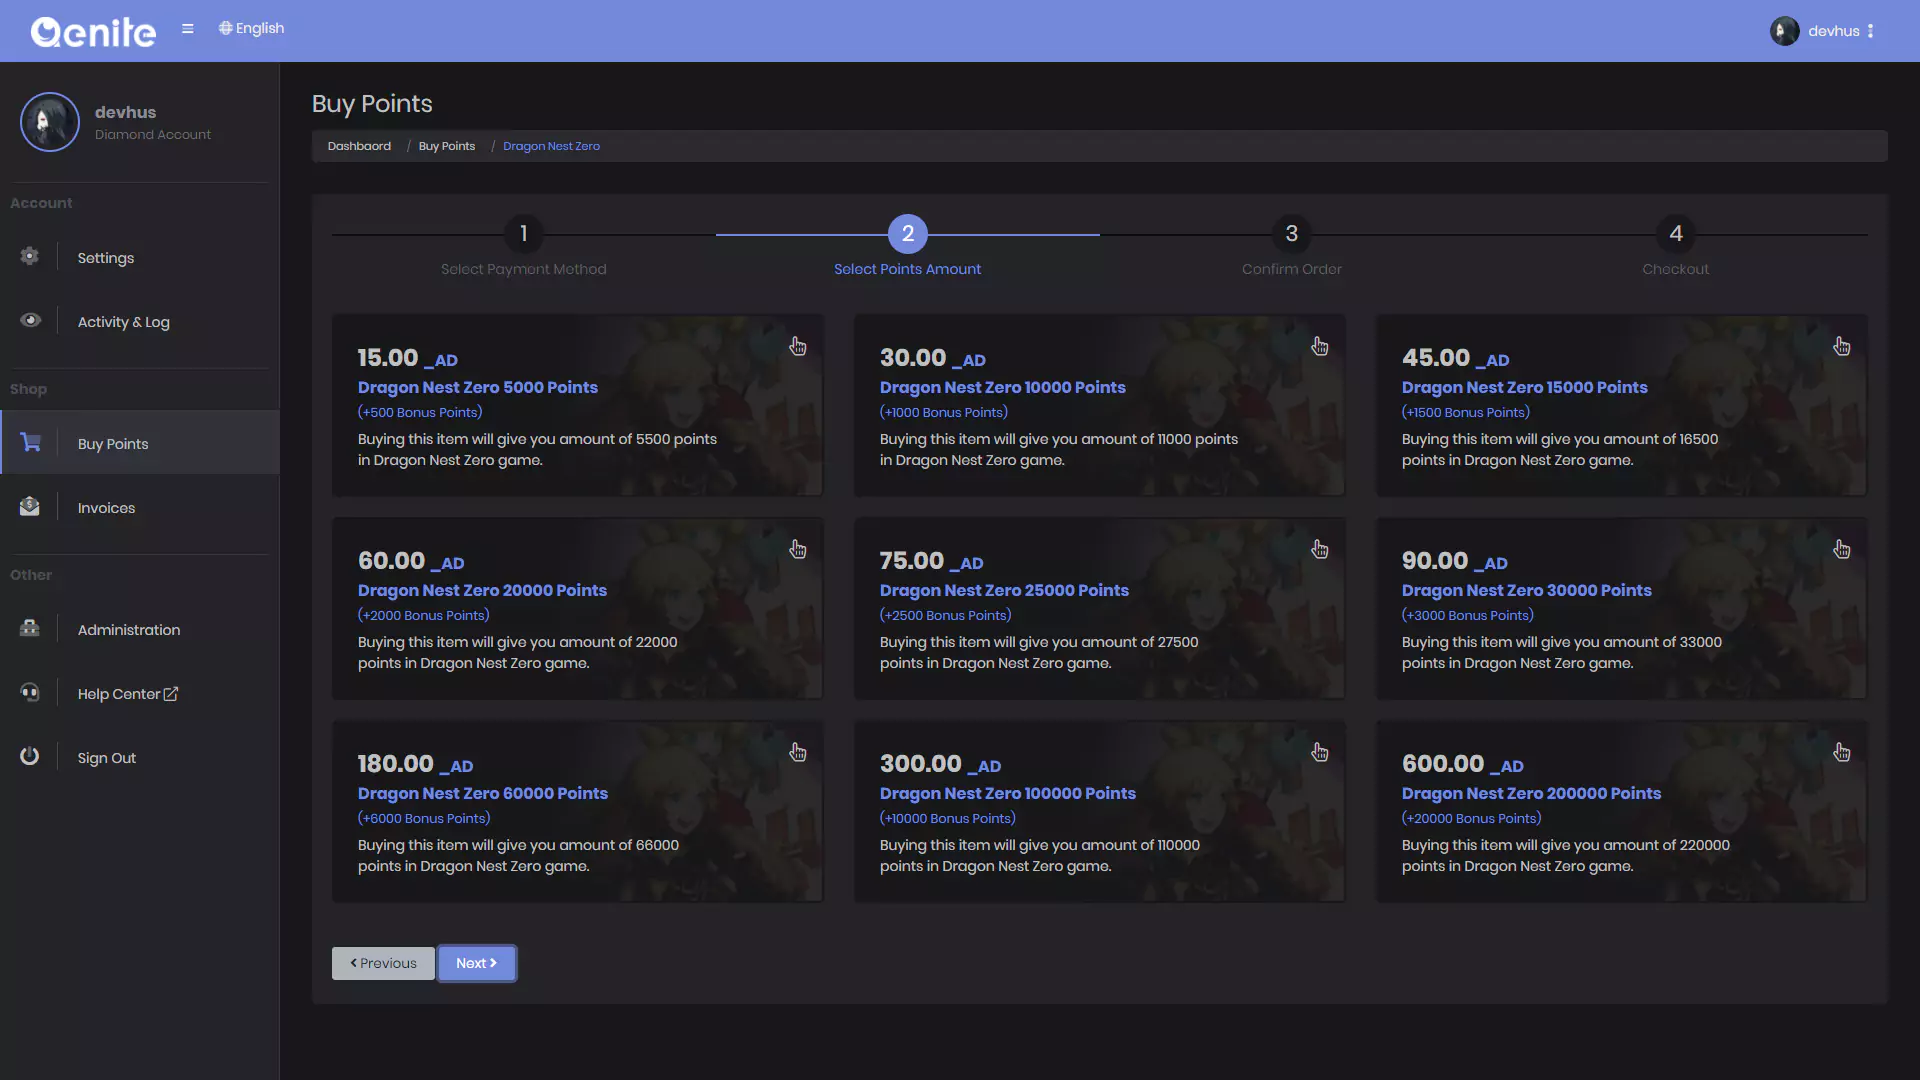 Qenite
English
devhus
devhus
Diamond Account
Account
Settings
Activity & Log
Shop
Buy Points
Invoices
Other
Administration
Help Center
Sign Out
Buy Points
Dashbaord / Buy Points / Dragon Nest Zero
1
Select Payment Method
2
Select Points Amount
3
Confirm Order
4
Checkout
15.00 _AD
Dragon Nest Zero 5000 Points
(+500 Bonus Points)
Buying this item will give you amount of 5500 points
in Dragon Nest Zero game.
30.00 _AD
Dragon Nest Zero 10000 Points
(+1000 Bonus Points)
Buying this item will give you amount of 11000 points
in Dragon Nest Zero game.
45.00 _AD
Dragon Nest Zero 15000 Points
(+1500 Bonus Points)
Buying this item will give you amount of 16500
points in Dragon Nest Zero game.
60.00 _AD
Dragon Nest Zero 20000 Points
(+2000 Bonus Points)
Buying this item will give you amount of 22000
points in Dragon Nest Zero game.
75.00 _AD
Dragon Nest Zero 25000 Points
(+2500 Bonus Points)
Buying this item will give you amount of 27500
points in Dragon Nest Zero game.
90.00 _AD
Dragon Nest Zero 30000 Points
(+3000 Bonus Points)
Buying this item will give you amount of 33000
points in Dragon Nest Zero game.
180.00 _AD
Dragon Nest Zero 60000 Points
(+6000 Bonus Points)
Buying this item will give you amount of 66000
points in Dragon Nest Zero game.
300.00 _AD
Dragon Nest Zero 100000 Points
(+10000 Bonus Points)
Buying this item will give you amount of 110000
points in Dragon Nest Zero game.
600.00 _AD
Dragon Nest Zero 200000 Points
(+20000 Bonus Points)
Buying this item will give you amount of 220000
points in Dragon Nest Zero game.
Previous
Next